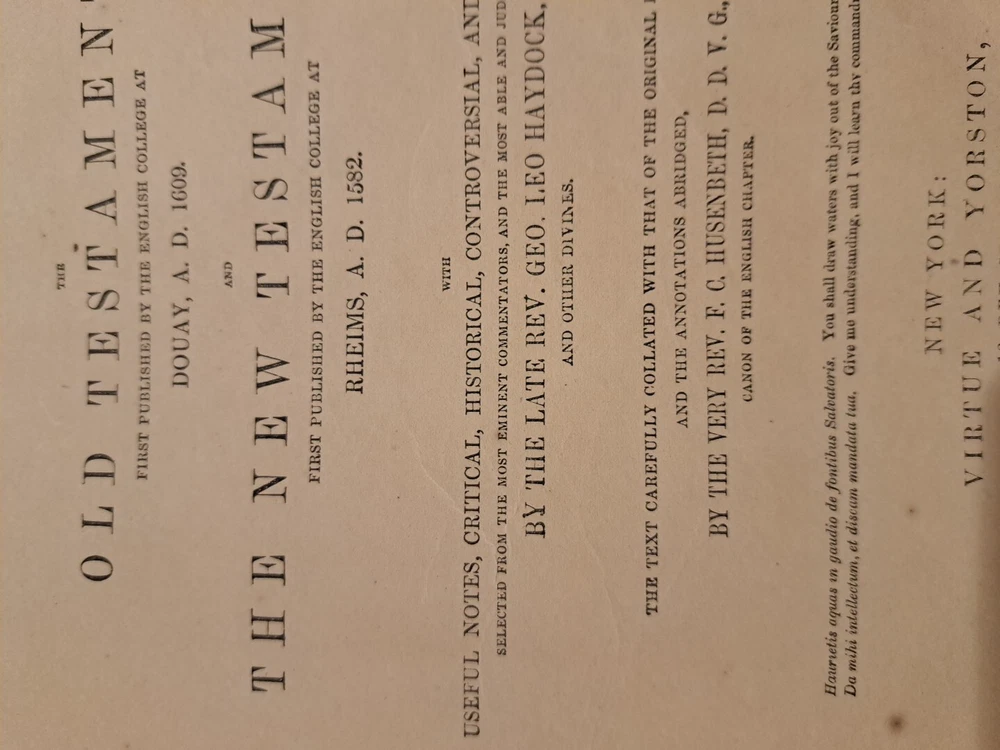 THE
OLD TESTAMENT
FIRST PUBLISHED BY THE ENGLISH COLLEGE AT
DOUAY, A. D. 1609.
AND
THE NEW TESTAM
FIRST PUBLISHED BY THE ENGLISH COLLEGE AT
RHEIMS, A. D. 1582.
WITH
USEFUL NOTES, CRITICAL, HISTORICAL, CONTROVERSIAL, AND
SELECTED FROM THE MOST EMINENT COMMENTATORS, AND THE MOST ABLE AND JUD
BY THE LATE REV. GEO. LEO HAYDOCK,
AND OTHER DIVINES.
THE TEXT CAREFULLY COLLATED WITH THAT OF THE ORIGINAL
AND THE ANNOTATIONS ABRIDGED,
BY THE VERY REV. F. C. HUSENBETH, D. D. V. G.,
CANON OF THE ENGLISH CHAPTER.
Haurietis aquas in gaudio de fontibus Salvatoris. You shall draw waters with joy out of the Saviour
Da mihi intellectum, et discam mandata tua. Give me understanding, and I will learn thy command
NEW YORK:
VIRTUE AND YORSTON,